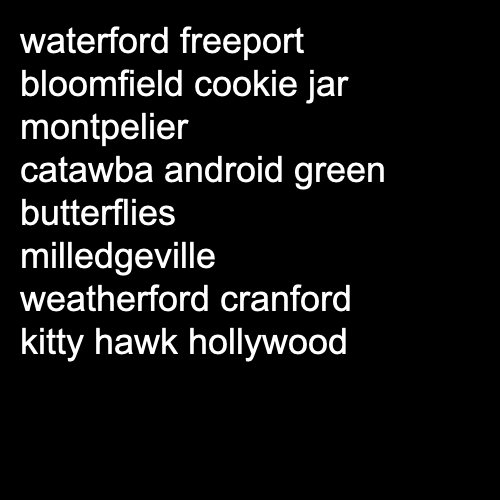 waterford freeport
bloomfield cookie jar
montpelier
catawba android green
butterflies
milledgeville
weatherford cranford
kitty hawk hollywood